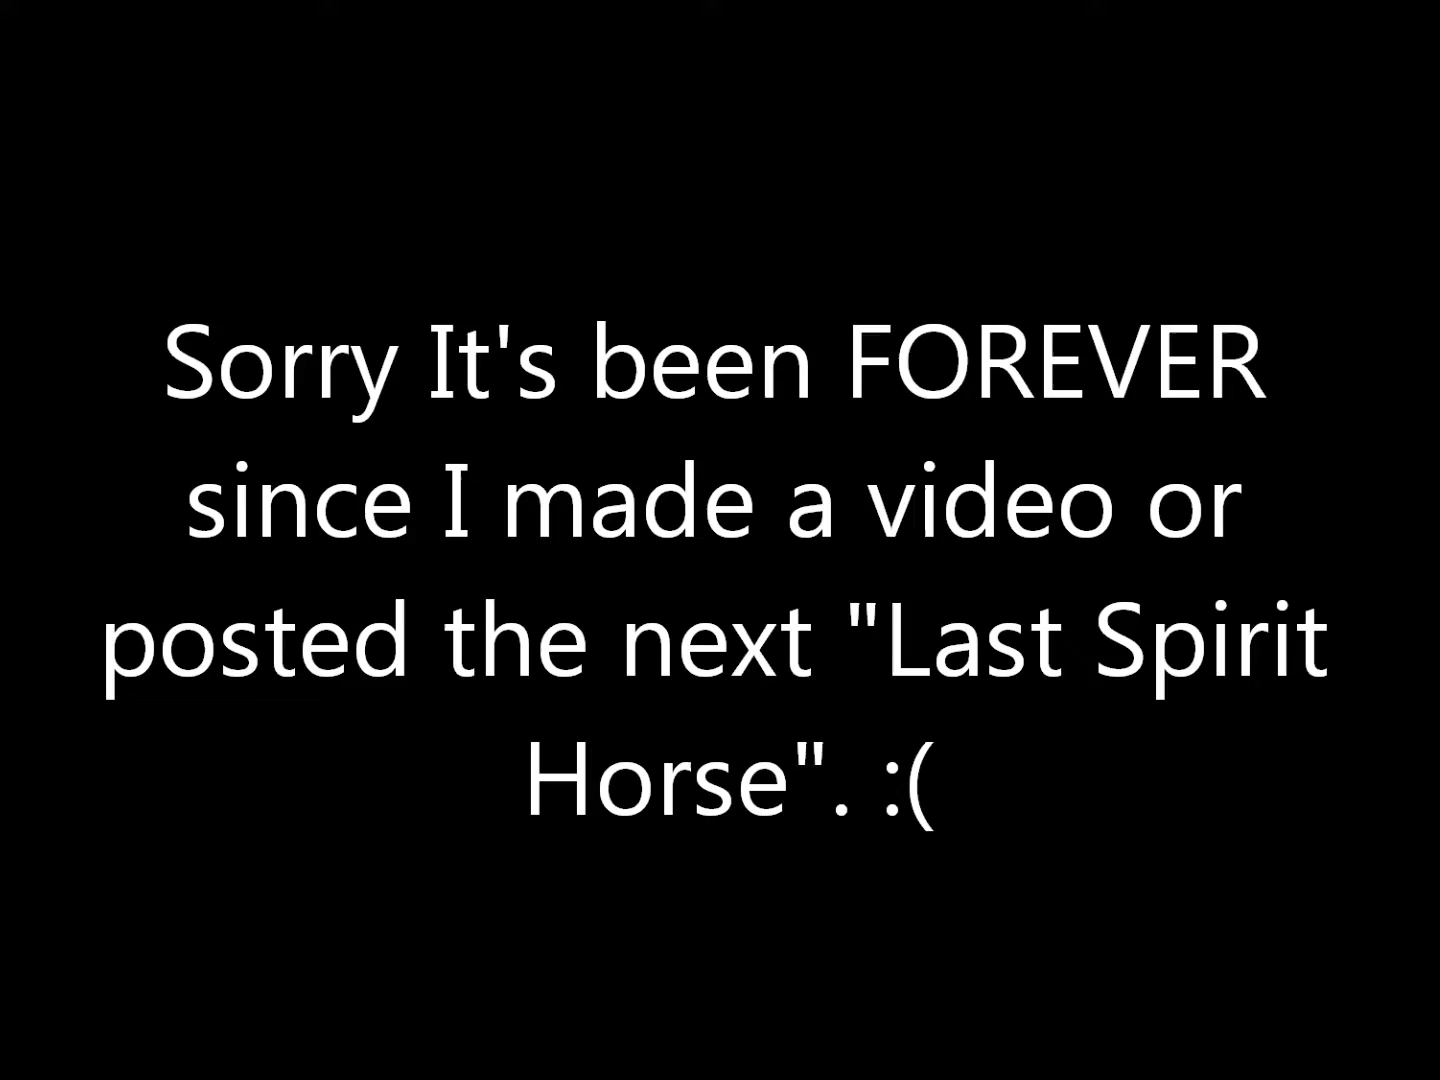 Sorry It's been FOREVER
since I made a video or
posted the next "Last Spirit
Horse". :(